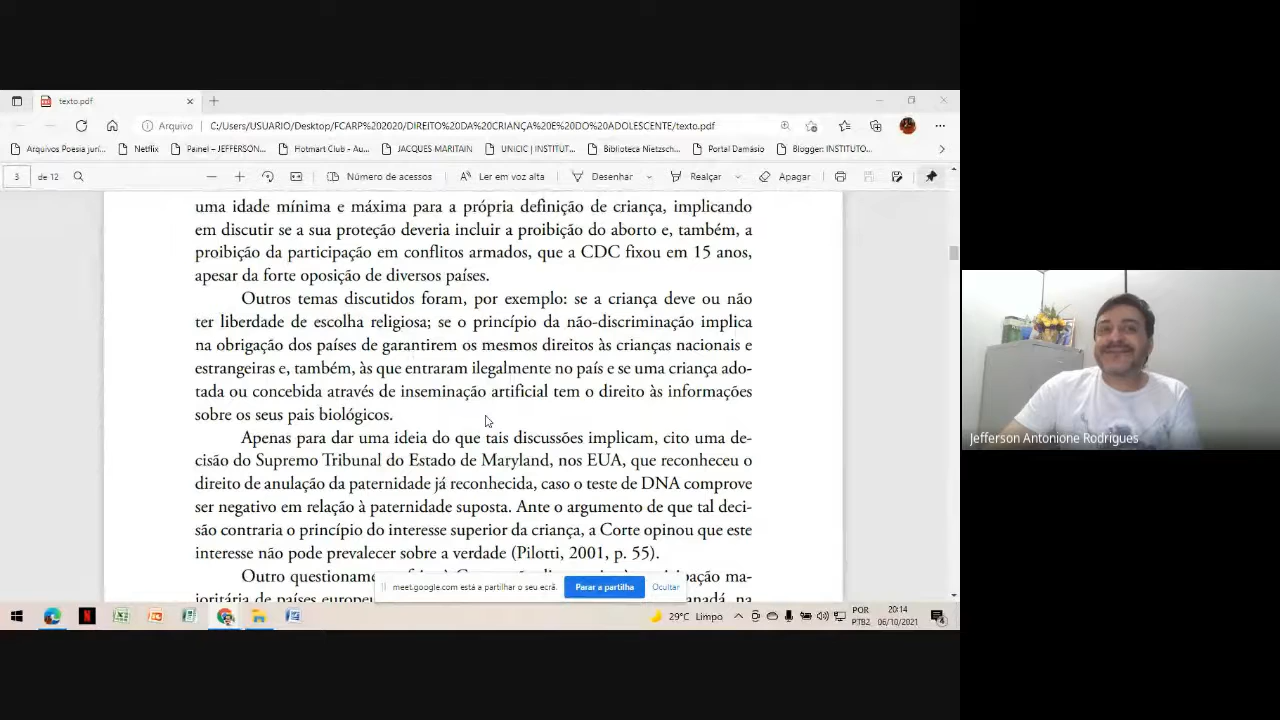 texto.pdf
Arquivo C:/Users/USUARIO/Desktop/FCARP%202020/DIREITO%20DA%20CRIANÇA%20E%20DO%20ADOLESCENTE/texto.pdf
Arquivos Poesia jurí... Netflix Painel – JEFFERSON... Hotmart Club - Au... JACQUES MARITAIN UNICIC | INSTITUT... Biblioteca Nietzsch... Portal Damásio Blogger: INSTITUTO...
3 de 12 Número de acessos Ler em voz alta Desenhar Realçar Apagar
uma idade mínima e máxima para a própria definição de criança, implicando
em discutir se a sua proteção deveria incluir a proibição do aborto e, também, a
proibição da participação em conflitos armados, que a CDC fixou em 15 anos,
apesar da forte oposição de diversos países.
Outros temas discutidos foram, por exemplo: se a criança deve ou não
ter liberdade de escolha religiosa; se o princípio da não-discriminação implica
na obrigação dos países de garantirem os mesmos direitos às crianças nacionais e
estrangeiras e, também, às que entraram ilegalmente no país e se uma criança ado-
tada ou concebida através de inseminação artificial tem o direito às informações
sobre os seus pais biológicos.
Apenas para dar uma ideia do que tais discussões implicam, cito uma de-
cisão do Supremo Tribunal do Estado de Maryland, nos EUA, que reconheceu o
direito de anulação da paternidade já reconhecida, caso o teste de DNA comprove
ser negativo em relação à paternidade suposta. Ante o argumento de que tal deci-
são contraria o princípio do interesse superior da criança, a Corte opinou que este
interesse não pode prevalecer sobre a verdade (Pilotti, 2001, p. 55).
Outro
meet.google.com está a partilhar o seu ecrã. Parar a partilha Ocultar
29°C Limpo POR 20:14
PTB2 06/10/2021
Jefferson Antonione Rodrigues